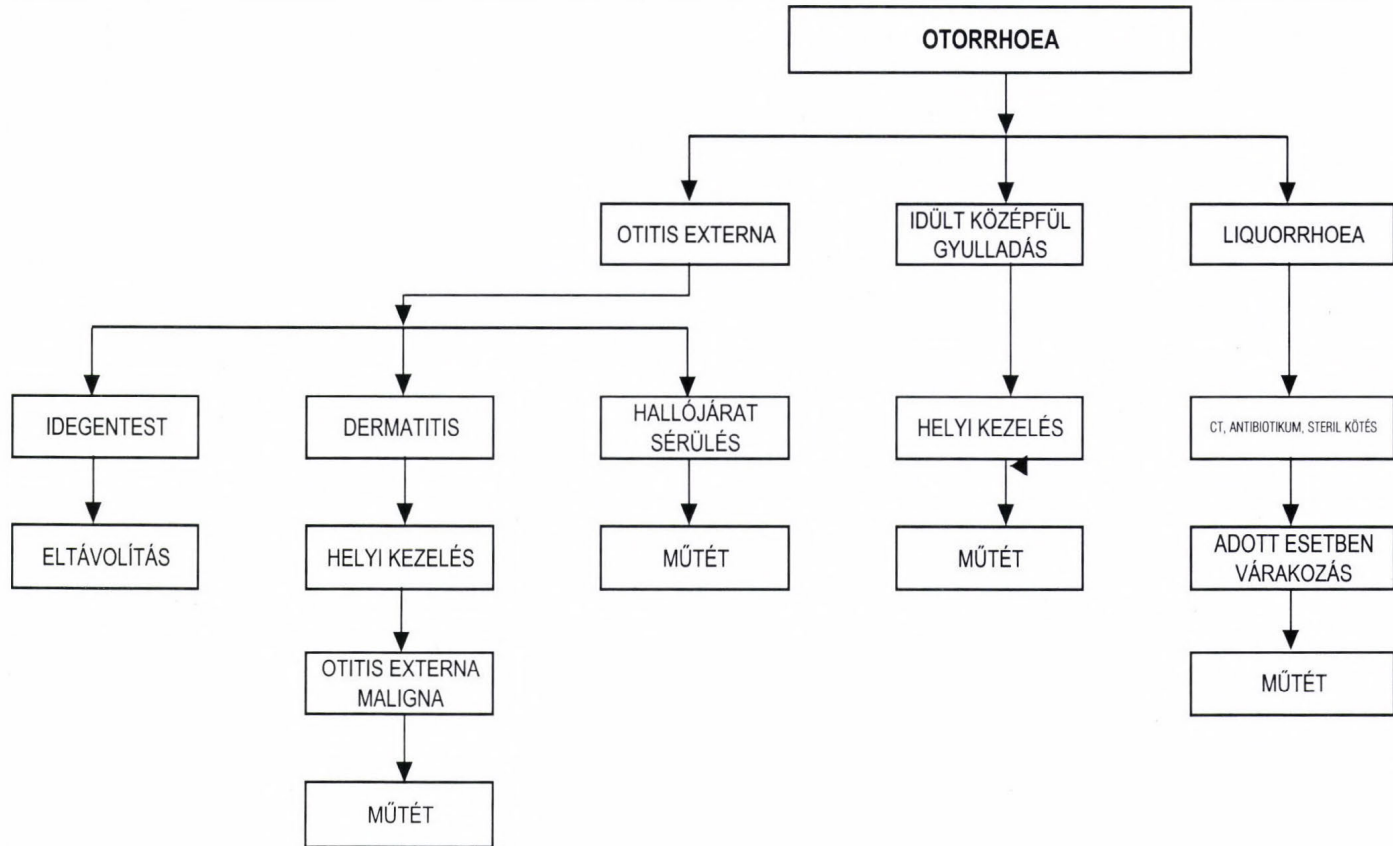 OTORRHOEA
OTITIS EXTERNA
IDÜLT KÖZÉPFÜL
GYULLADÁS
LIQUORRHOEA
IDEGENTEST
DERMATITIS
HALLÓJÁRAT
SÉRÜLÉS
HELYI KEZELÉS
CT, ANTIBIOTIKUM, STERIL KÖTÉS
ELTÁVOLÍTÁS
HELYI KEZELÉS
MŰTÉT
MŰTÉT
ADOTT ESETBEN
VÁRAKOZÁS
OTITIS EXTERNA
MALIGNA
MŰTÉT
MŰTÉT